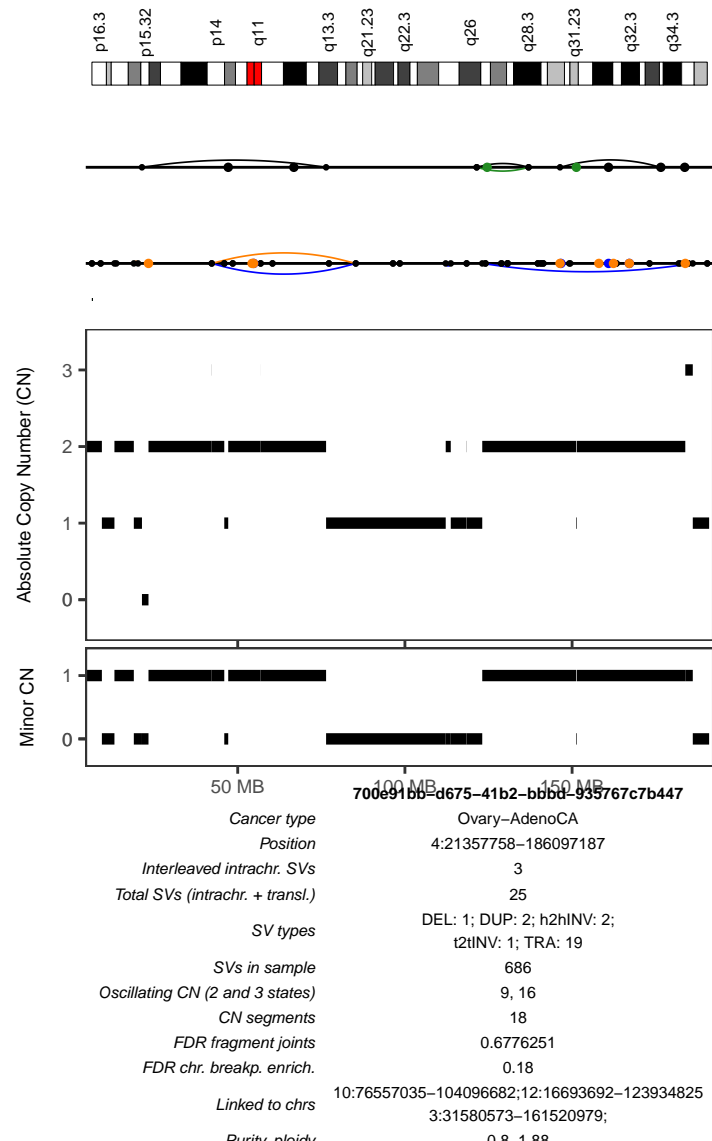 p16.3 p15.32 p14 q11 q13.3 q21.23 q22.3 q26 q28.3 q31.23 q32.3 q34.3
Absolute Copy Number (CN)
3
2
1
0
Minor CN
1
0
50 MB 100 MB 150 MB
700e91bb−d675−41b2−bbbd−935767c7b447
Cancer type Ovary−AdenoCA
Position 4:21357758−186097187
Interleaved intrachr. SVs 3
Total SVs (intrachr. + transl.) 25
SV types DEL: 1; DUP: 2; h2hINV: 2;
t2tINV: 1; TRA: 19
SVs in sample 686
Oscillating CN (2 and 3 states) 9, 16
CN segments 18
FDR fragment joints 0.6776251
FDR chr. breakp. enrich. 0.18
Linked to chrs 10:76557035−104096682;12:16693692−123934825
3:31580573−161520979;
Purity, ploidy 0.8, 1.88